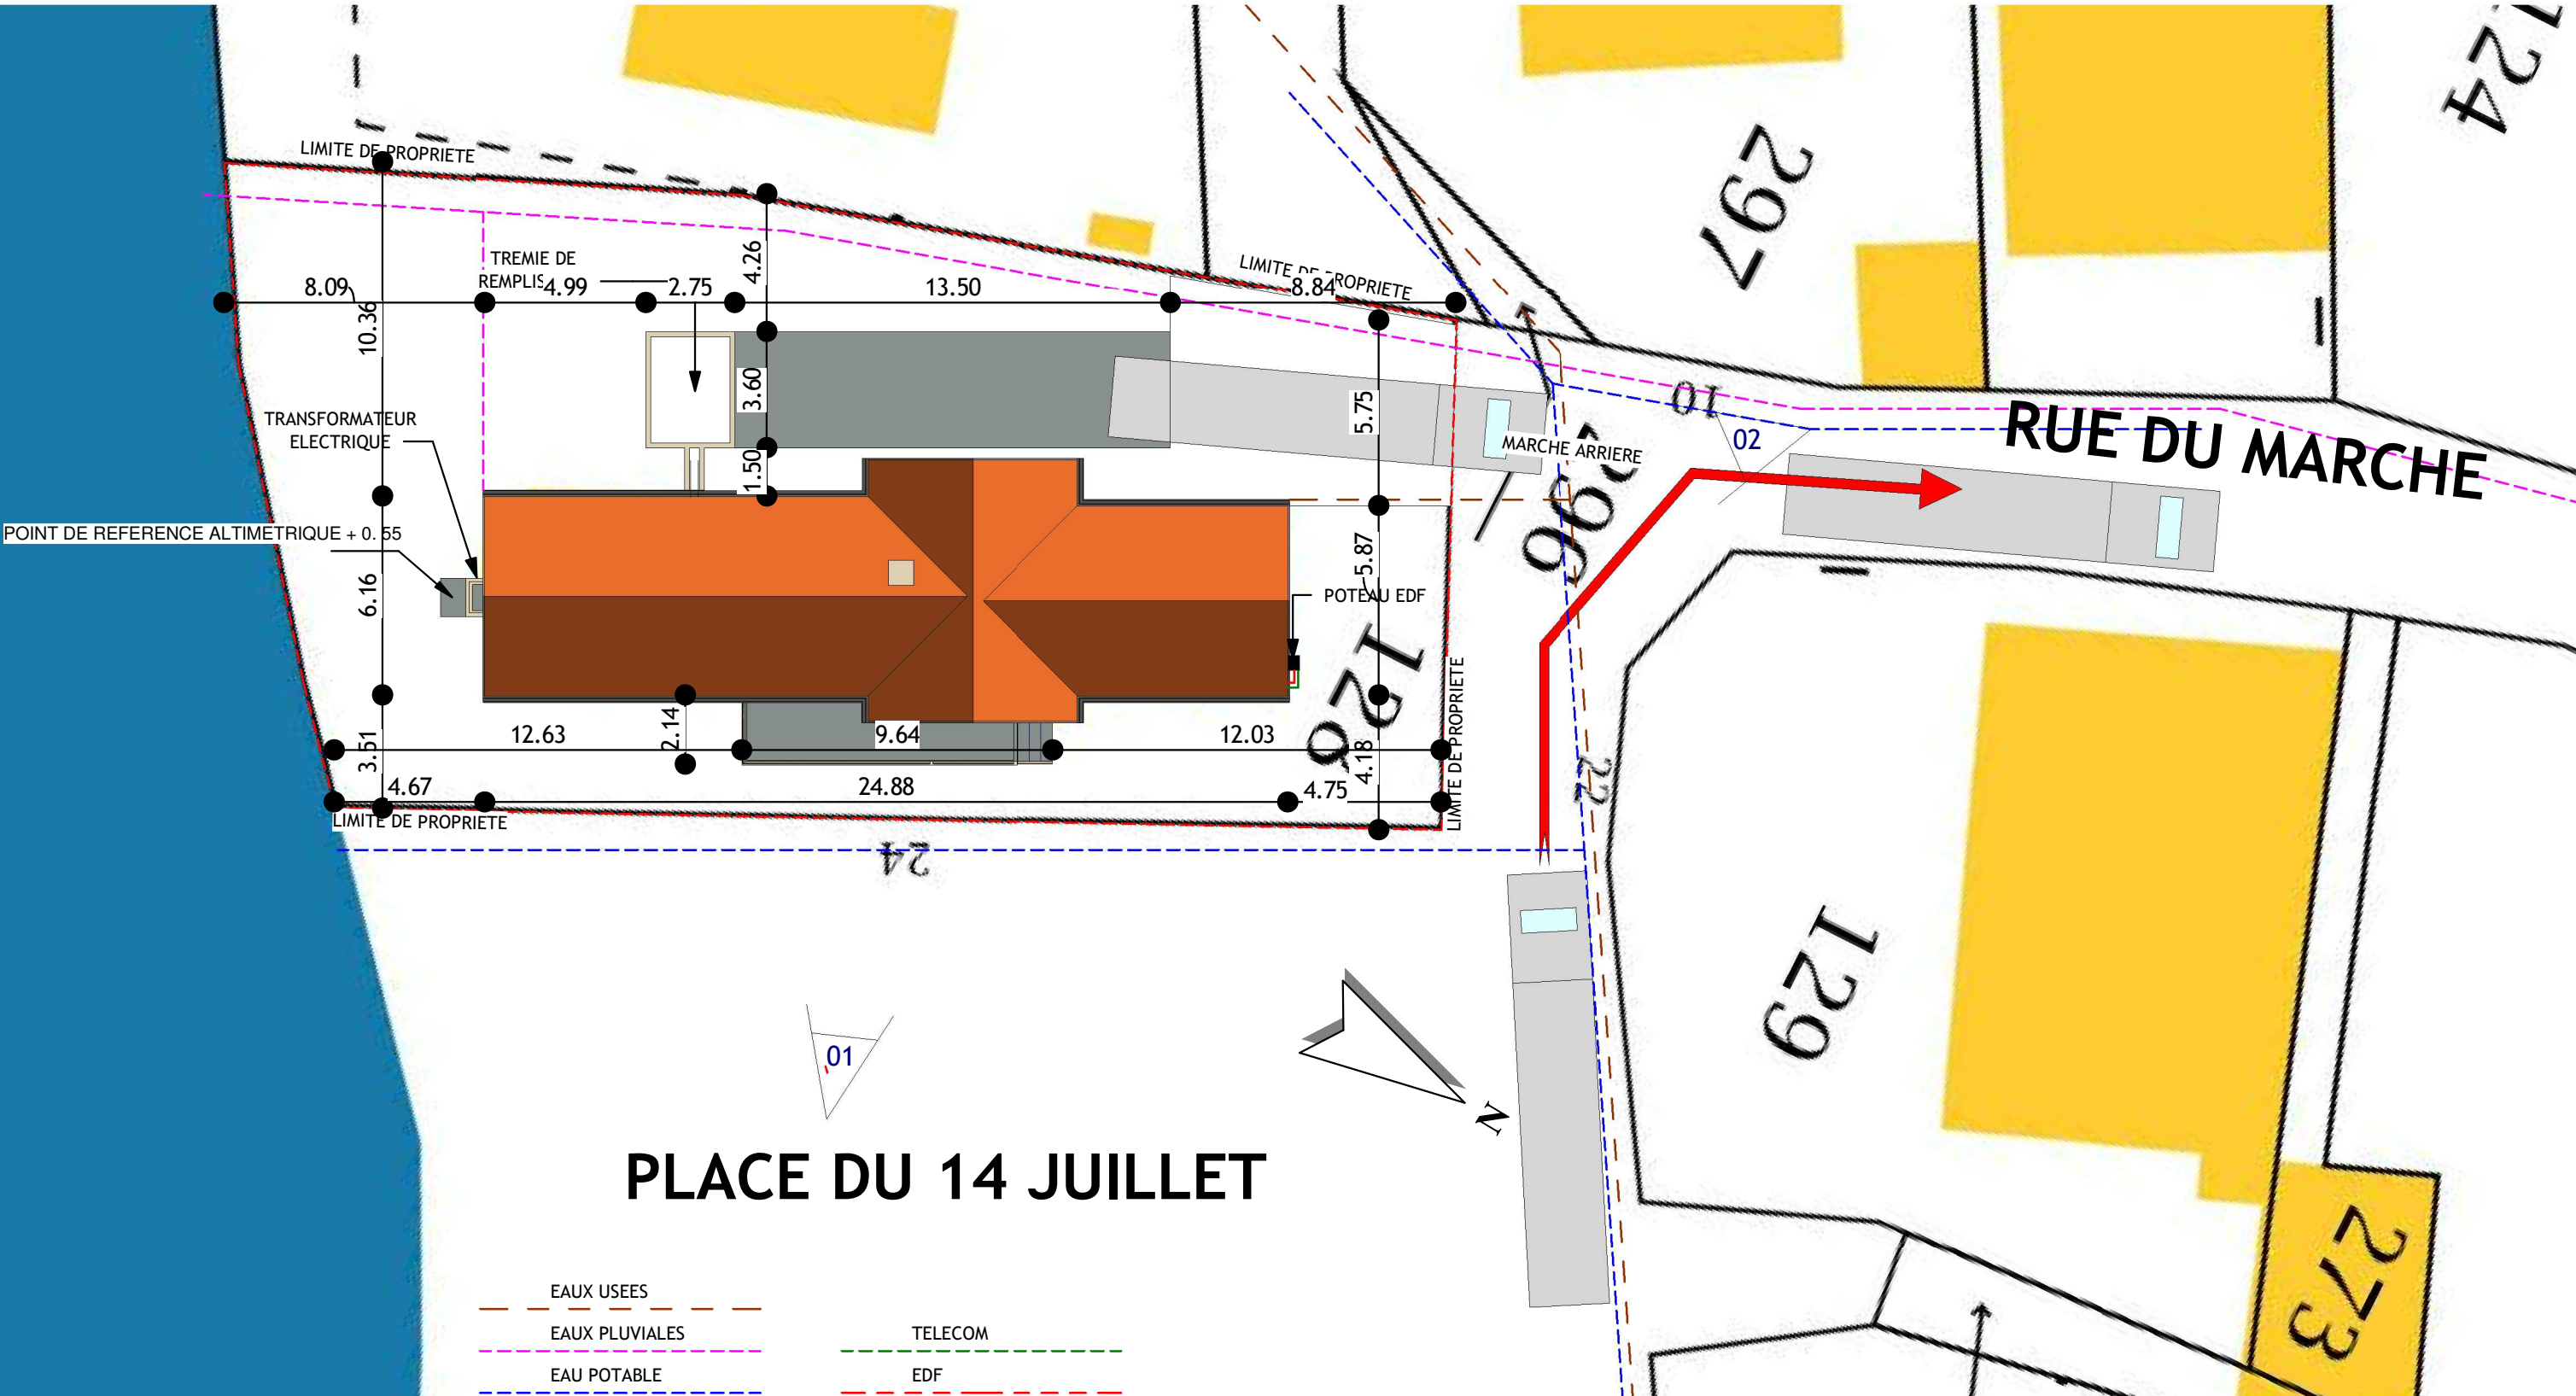 124
297
LIMITE DE PROPRIETE
TREMIE DE
REMPLIS
4.26
LIMITE DE PROPRIETE
8.09
4.99
2.75
13.50
8.84
10.36
3.60
5.75
10
02
RUE DU MARCHE
TRANSFORMATEUR
ELECTRIQUE
MARCHE ARRIERE
1.50
296
POINT DE REFERENCE ALTIMETRIQUE + 0.55
5.87
6.16
POTEAU EDF
126
LIMITE DE PROPRIETE
2.14
12.63
9.64
12.03
3.51
4.18
22
4.67
24.88
4.75
LIMITE DE PROPRIETE
24
129
01
N
PLACE DU 14 JUILLET
273
EAUX USEES
EAUX PLUVIALES
TELECOM
EAU POTABLE
EDF